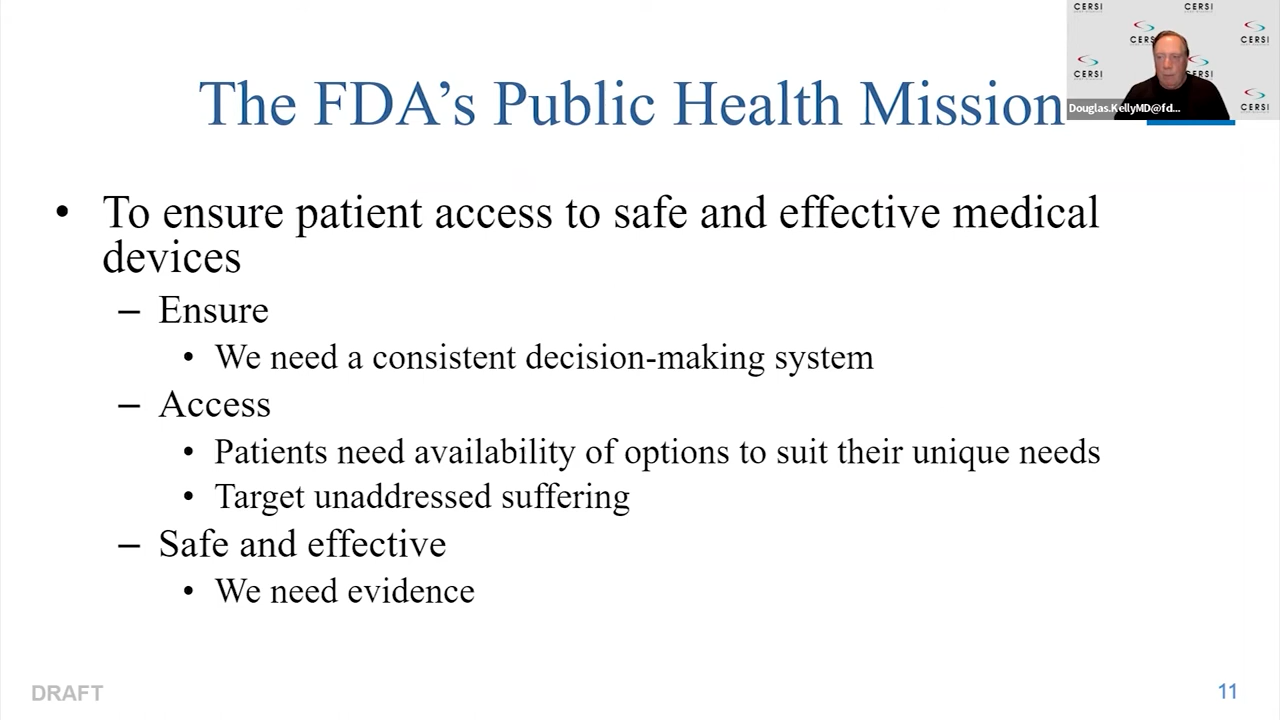 CERSI CERSI
CERSI CERSI
CERSI CERSI
CERSI
Douglas.KellyMD@fd...
The FDA's Public Health Mission
• To ensure patient access to safe and effective medical
devices
– Ensure
• We need a consistent decision-making system
– Access
• Patients need availability of options to suit their unique needs
• Target unaddressed suffering
– Safe and effective
• We need evidence
DRAFT
11